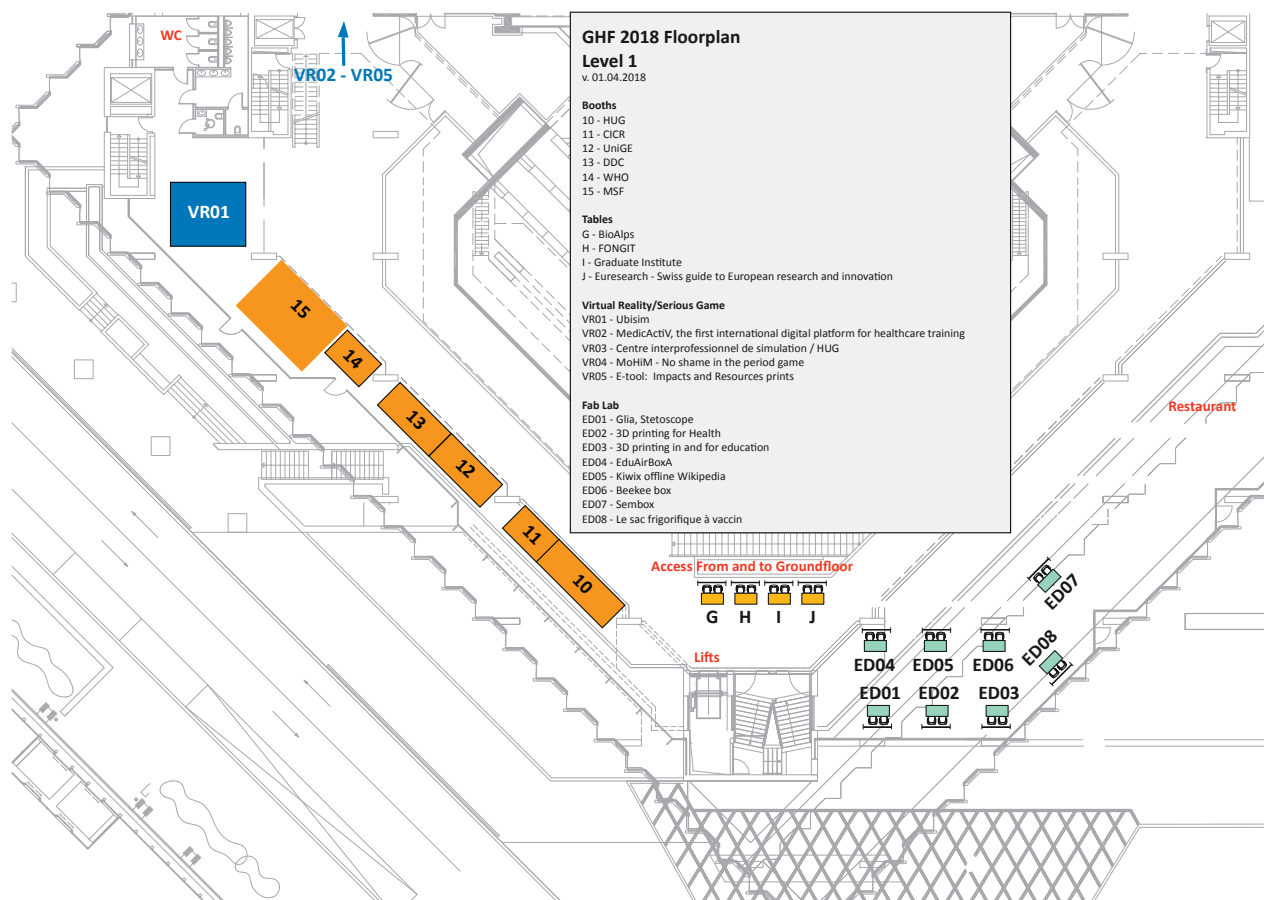 WC
VR02 - VR05
GHF 2018 Floorplan
Level 1
v. 01.04.2018
Booths
10 - HUG
11 - CICR
12 - UniGE
13 - DDC
14 - WHO
15 - MSF
Tables
G - BioAlps
H - FONGIT
I - Graduate Institute
J - Euresearch - Swiss guide to European research and innovation
Virtual Reality/Serious Game
VR01 - Ubisim
VR02 - MedicActiV, the first international digital platform for healthcare training
VR03 - Centre interprofessionnel de simulation / HUG
VR04 - MoHiM - No shame in the period game
VR05 - E-tool:  Impacts and Resources prints
Fab Lab
ED01 - Glia, Stetoscope
ED02 - 3D printing for Health
ED03 - 3D printing in and for education
ED04 - EduAirBoxA
ED05 - Kiwix offline Wikipedia
ED06 - Beekee box
ED07 - Sembox
ED08 - Le sac frigorifique à vaccin
VR01
15
14
13
12
11
10
Restaurant
Access From and to Groundfloor
G H I J
Lifts
ED07
ED08
ED04 ED05 ED06
ED01 ED02 ED03